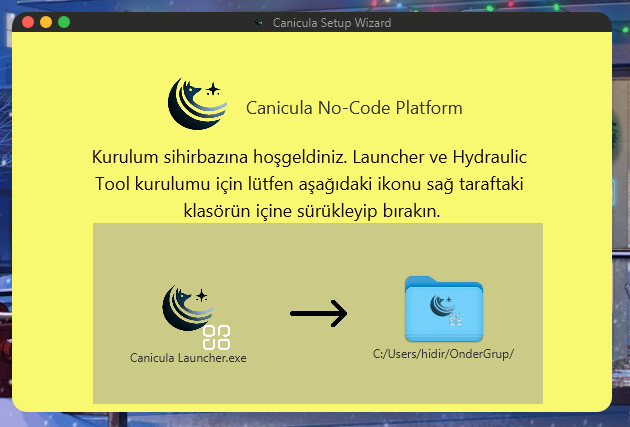 Canicula Setup Wizard
Canicula No-Code Platform
Kurulum sihirbazına hoşgeldiniz. Launcher ve Hydraulic
Tool kurulumu için lütfen aşağıdaki ikonu sağ taraftaki
klasörün içine sürükleyip bırakın.
Canicula Launcher.exe
C:/Users/hidir/OnderGrup/